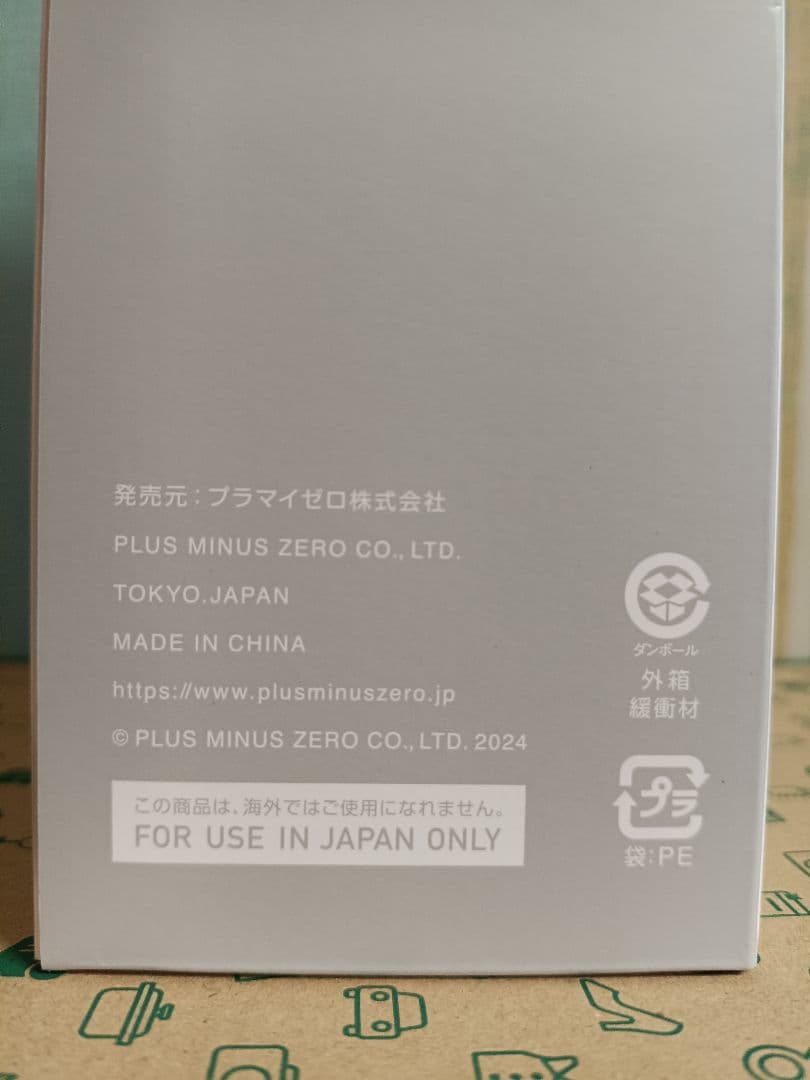 発売元：プラマイゼロ株式会社
PLUS MINUS ZERO CO., LTD.
TOKYO.JAPAN
MADE IN CHINA
https://www.plusminuszero.jp
© PLUS MINUS ZERO CO., LTD. 2024
この商品は、海外ではご使用になれません。
FOR USE IN JAPAN ONLY
ダンボール
外箱
緩衝材
プラ
袋：PE